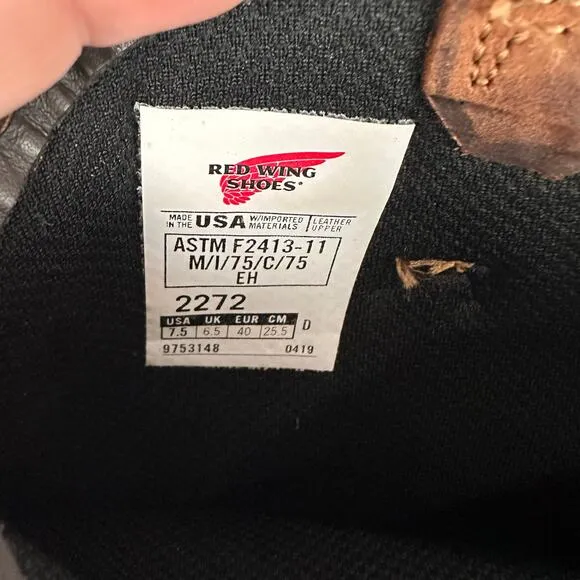 RED WING
SHOES®
MADE IN THE USA W/IMPORTED MATERIALS LEATHER UPPER
ASTM F2413-11
M/I/75/C/75
EH
2272
USA UK EUR CM
7.5 6.5 40 25.5 D
9753148 0419